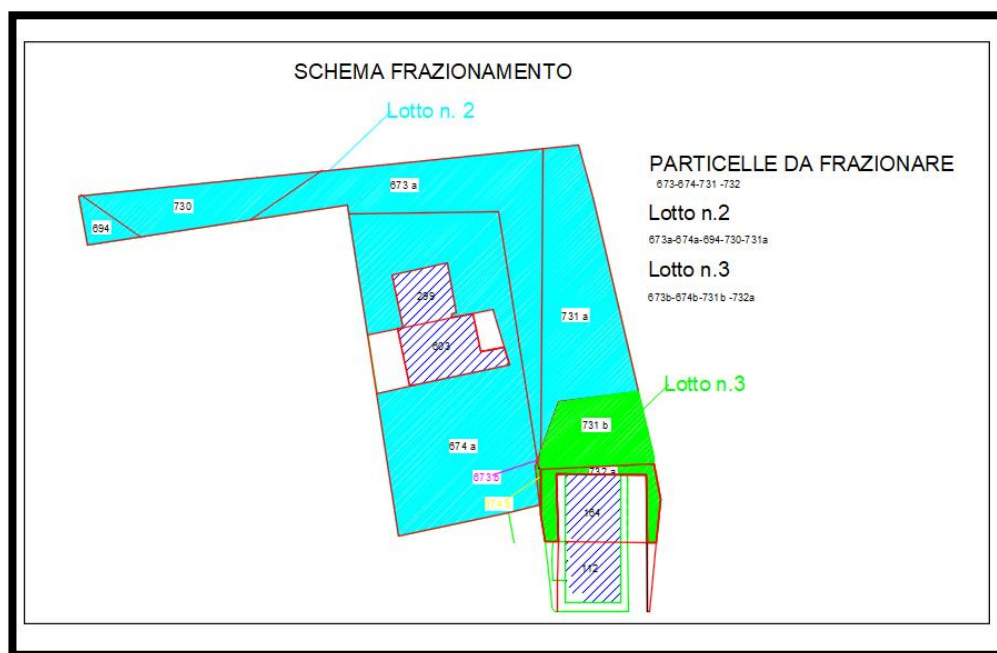 SCHEMA FRAZIONAMENTO
Lotto n. 2
PARTICELLE DA FRAZIONARE
673-674-731 -732
Lotto n.2
673a-674a-694-730-731a
Lotto n.3
673b-674b-731b -732a
673 a
730
694
299
731 a
603
Lotto n.3
731 b
674 a
732 a
673 b
164
112